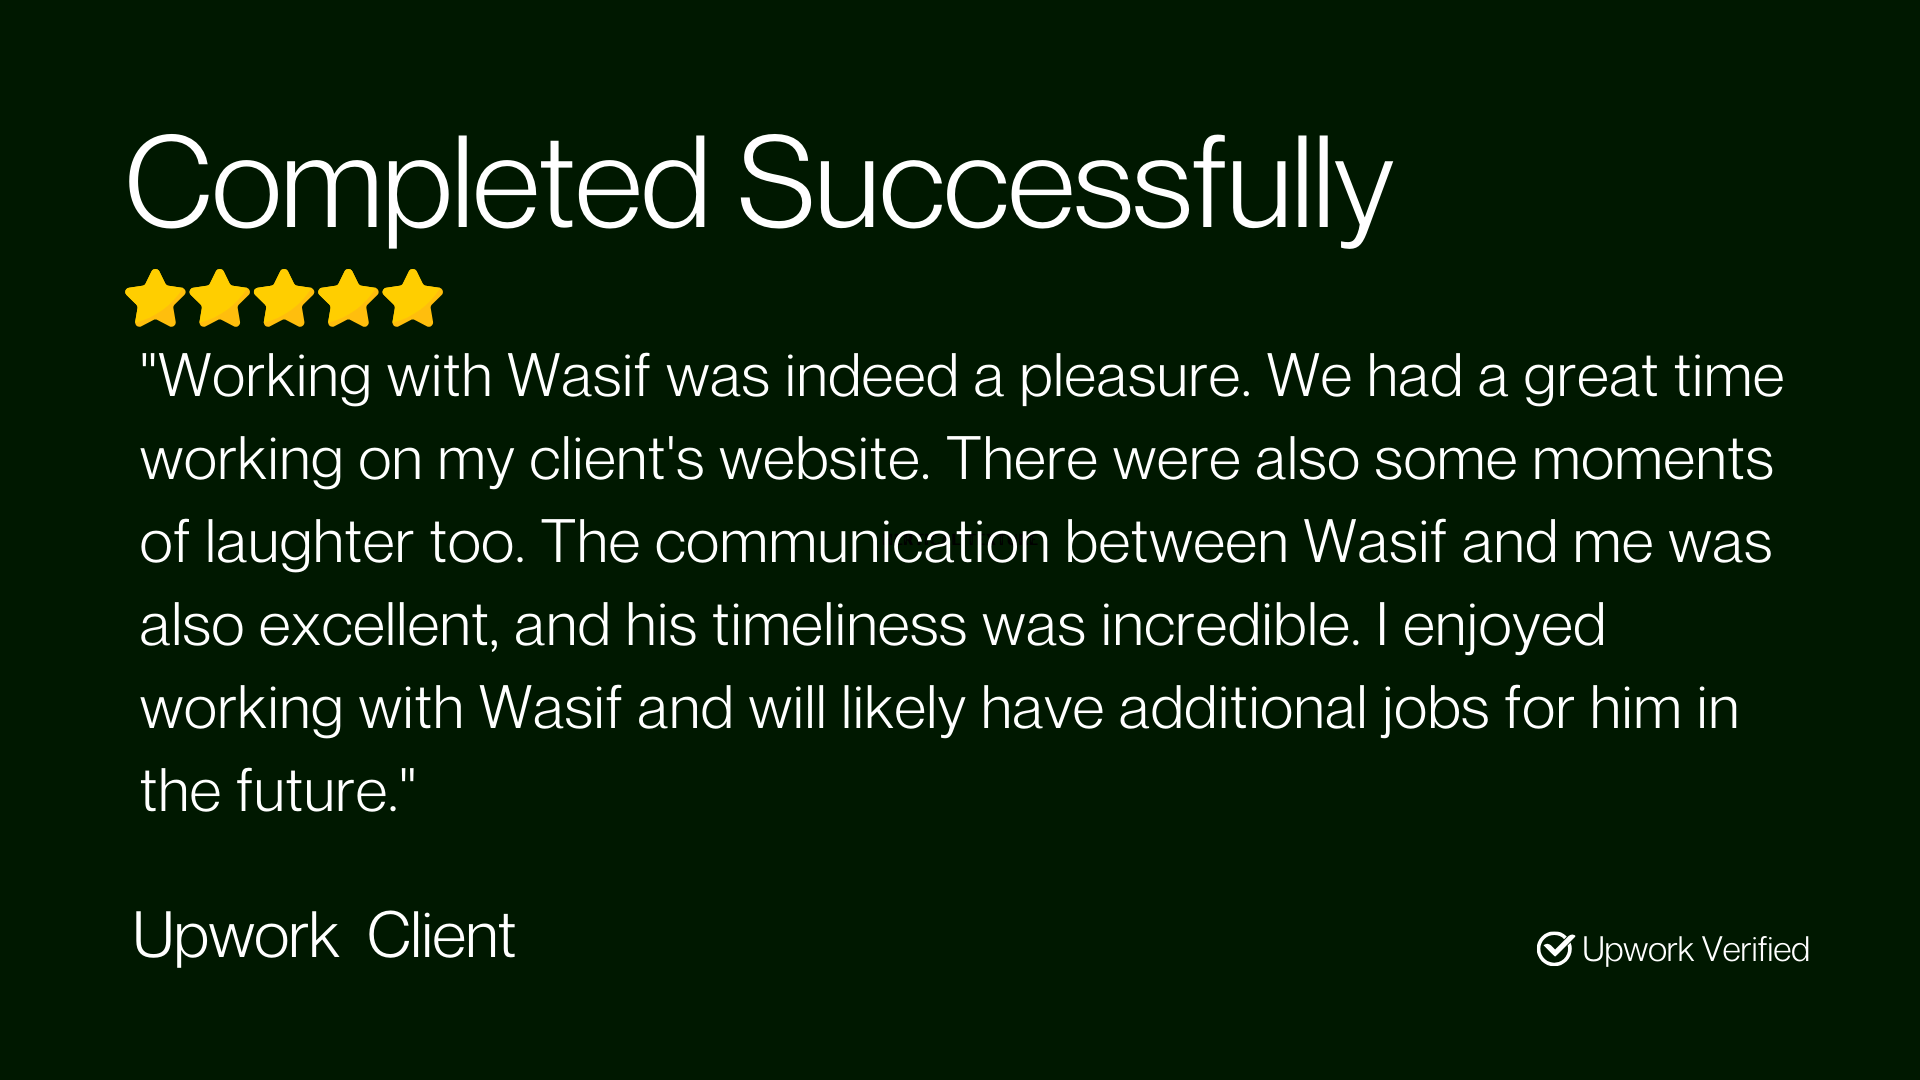 Completed Successfully
"Working with Wasif was indeed a pleasure. We had a great time
working on my client's website. There were also some moments
of laughter too. The communication between Wasif and me was
also excellent, and his timeliness was incredible. I enjoyed
working with Wasif and will likely have additional jobs for him in
the future."
Upwork Client
Upwork Verified